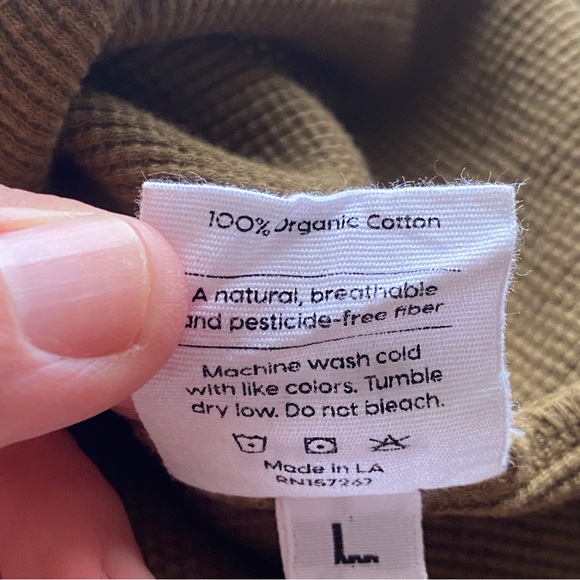 100% Organic Cotton
A natural, breathable
and pesticide-free fiber
Machine wash cold
with like colors. Tumble
dry low. Do not bleach.
Made in LA
RN157267
L